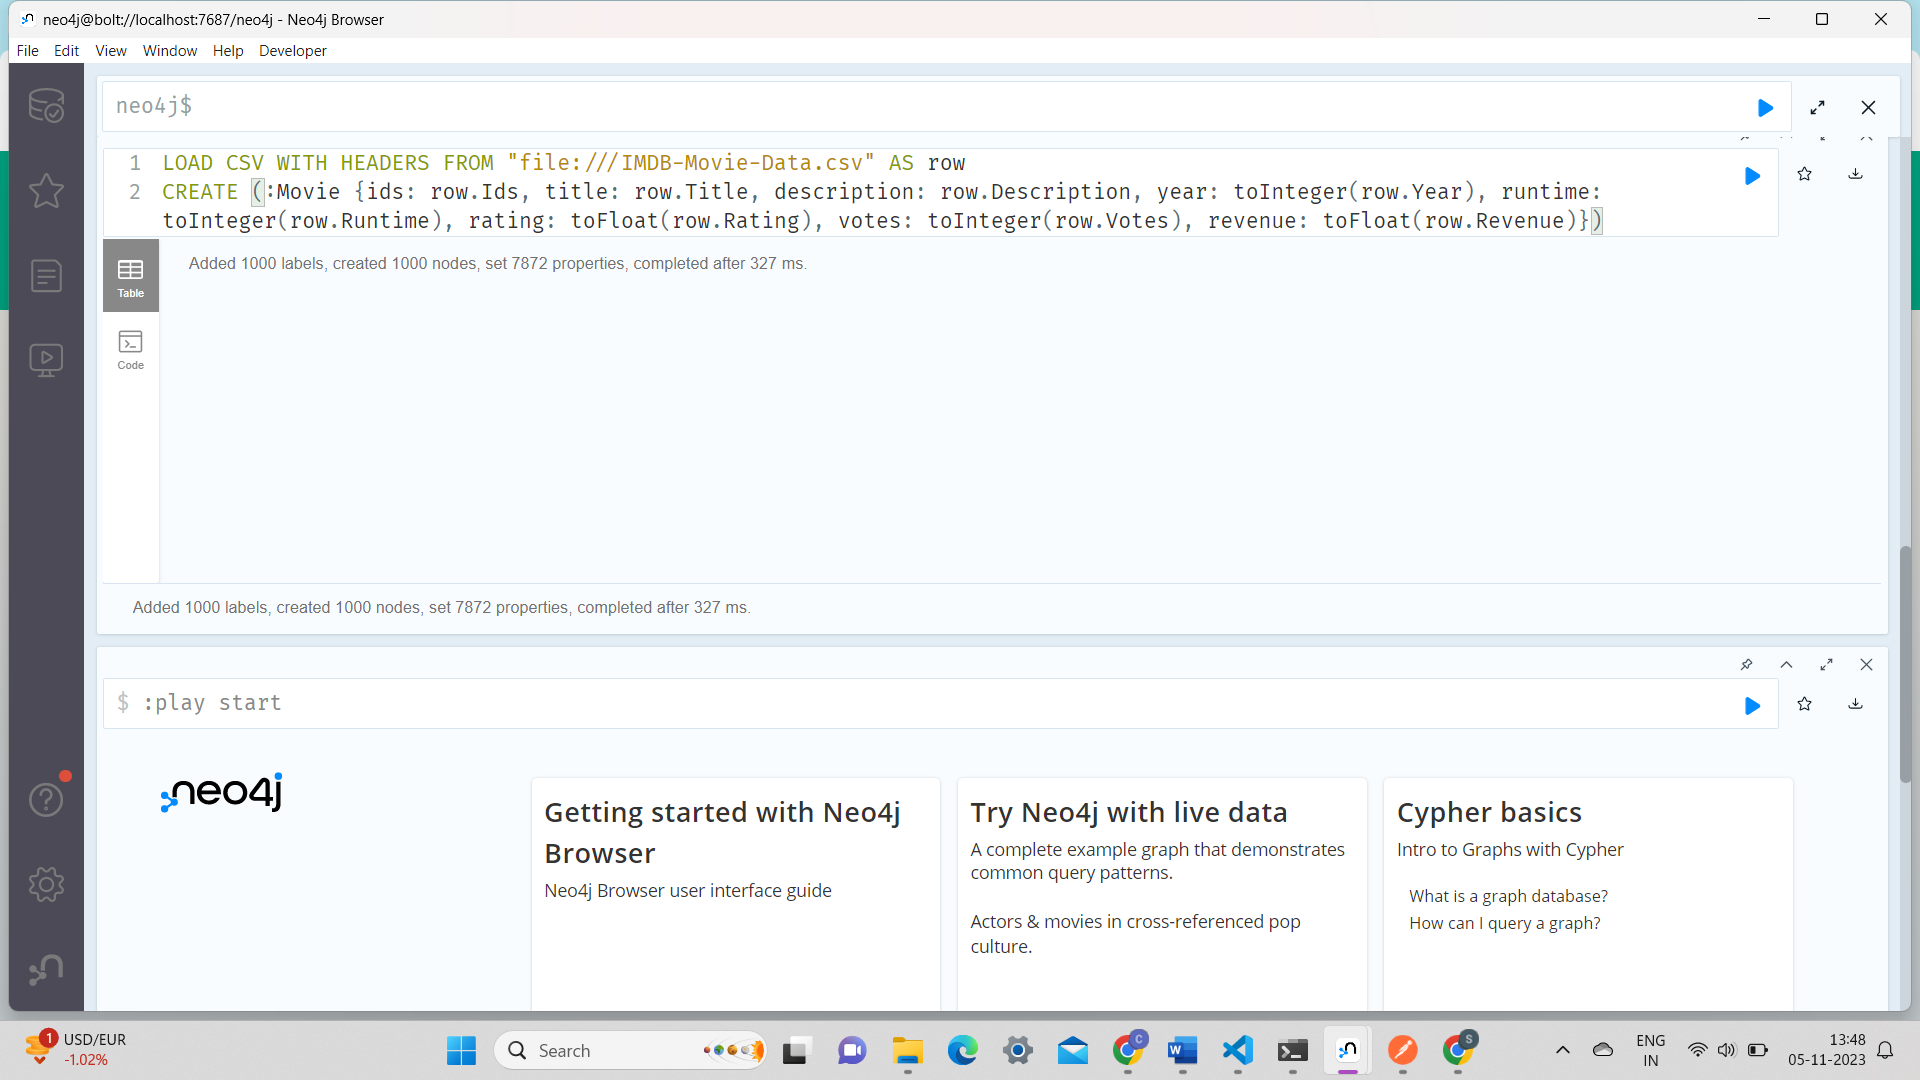 neo4j@bolt://localhost:7687/neo4j - Neo4j Browser
File Edit View Window Help Developer
neo4j$
1 LOAD CSV WITH HEADERS FROM "file:///IMDB-Movie-Data.csv" AS row
2 CREATE (:Movie {ids: row.Ids, title: row.Title, description: row.Description, year: toInteger(row.Year), runtime:
toInteger(row.Runtime), rating: toFloat(row.Rating), votes: toInteger(row.Votes), revenue: toFloat(row.Revenue)})
Added 1000 labels, created 1000 nodes, set 7872 properties, completed after 327 ms.
Table
Code
Added 1000 labels, created 1000 nodes, set 7872 properties, completed after 327 ms.
$ :play start
neo4j
Getting started with Neo4j
Browser
Neo4j Browser user interface guide
Try Neo4j with live data
A complete example graph that demonstrates
common query patterns.
Actors & movies in cross-referenced pop
culture.
Cypher basics
Intro to Graphs with Cypher
What is a graph database?
How can I query a graph?
1
USD/EUR
-1.02%
Search
C
W
S
ENG
IN
13:48
05-11-2023